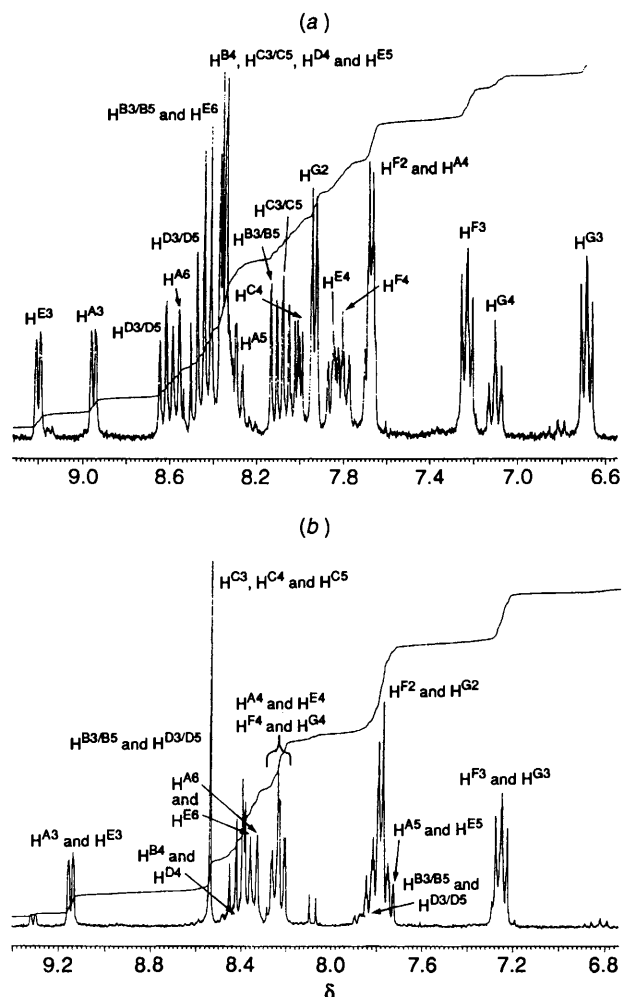 (a)
H^B4, H^C3/C5, H^D4 and H^E5
H^B3/B5 and H^E6
H^G2
H^F2 and H^A4
H^C3/C5
H^D3/D5
H^B3/B5
H^A6
H^F3
H^E4
H^F4
H^G3
H^C4
H^E3
H^A3
H^D3/D5
H^A5
H^G4
9.0 8.6 8.2 7.8 7.4 7.0 6.6
(b)
H^C3, H^C4 and H^C5
H^A4 and H^E4
H^F4 and H^G4
H^F2 and H^G2
H^B3/B5 and H^D3/D5
H^A6
and
H^E6
H^F3 and H^G3
H^A3 and H^E3
H^A5 and H^E5
H^B4 and
H^D4
H^B3/B5 and
H^D3/D5
9.2 8.8 8.4 8.0 7.6 7.2 6.8
δ